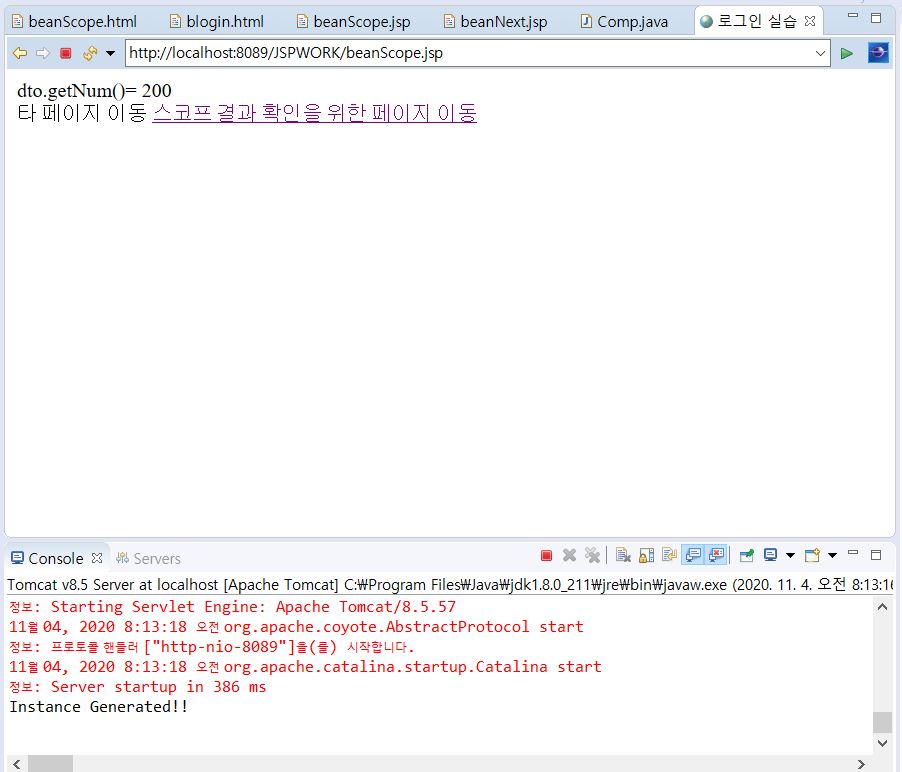 beanScope.html blogin.html beanScope.jsp beanNext.jsp Comp.java 로그인 실습
http://localhost:8089/JSPWORK/beanScope.jsp
dto.getNum()= 200
타 페이지 이동 스코프 결과 확인을 위한 페이지 이동
Console Servers
Tomcat v8.5 Server at localhost [Apache Tomcat] C:₩Program Files₩Java₩jdk1.8.0_211₩jre₩bin₩javaw.exe (2020. 11. 4. 오전 8:13:16
정보: Starting Servlet Engine: Apache Tomcat/8.5.57
11월 04, 2020 8:13:18 오전 org.apache.coyote.AbstractProtocol start
정보: 프로토콜 핸들러 ["http-nio-8089"]을(를) 시작합니다.
11월 04, 2020 8:13:18 오전 org.apache.catalina.startup.Catalina start
정보: Server startup in 386 ms
Instance Generated!!